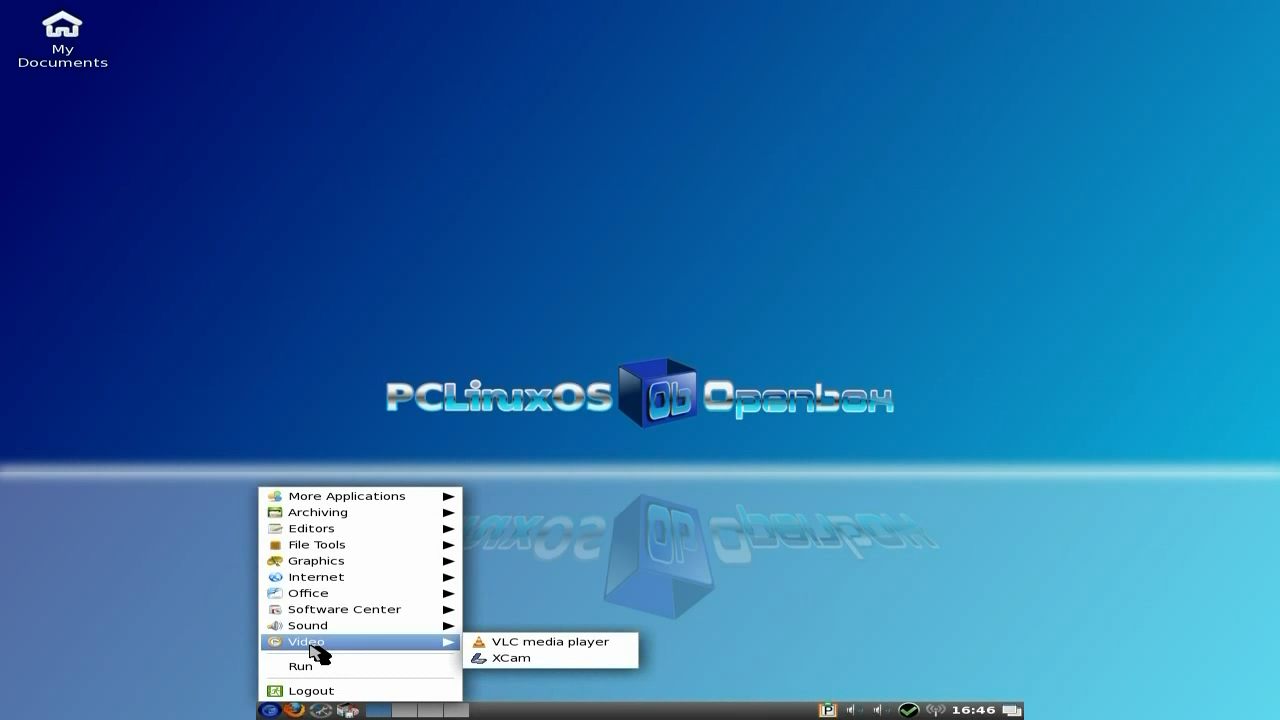 My
Documents
PCLinuxOS Ob Openbox
More Applications
Archiving
Editors
File Tools
Graphics
Internet
Office
Software Center
Sound
Video
VLC media player
XCam
Run
Logout
P
16:46